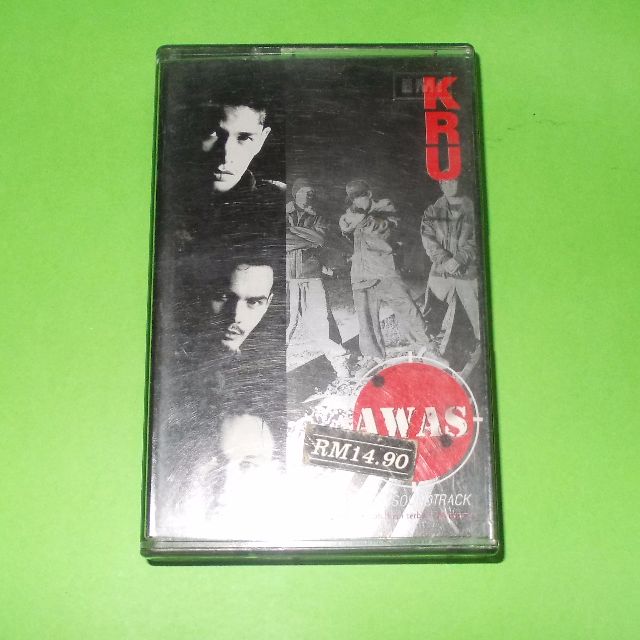 EMI
KRU
AWAS
RM14.90
SOUNDTRACK